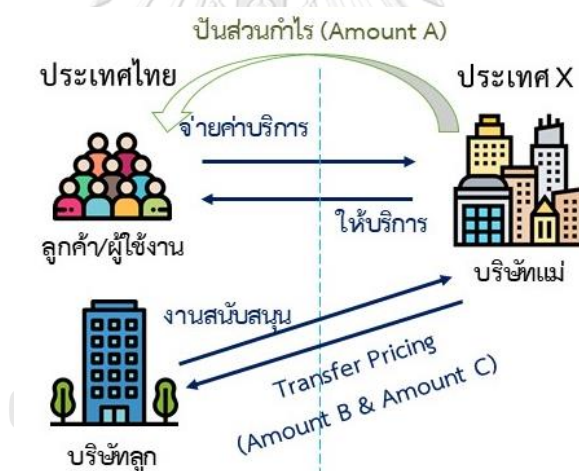 ปันส่วนกำไร (Amount A)
ประเทศไทย
ประเทศ X
จ่ายค่าบริการ
ให้บริการ
ลูกค้า/ผู้ใช้งาน
บริษัทแม่
งานสนับสนุน
Transfer Pricing
(Amount B & Amount C)
บริษัทลูก